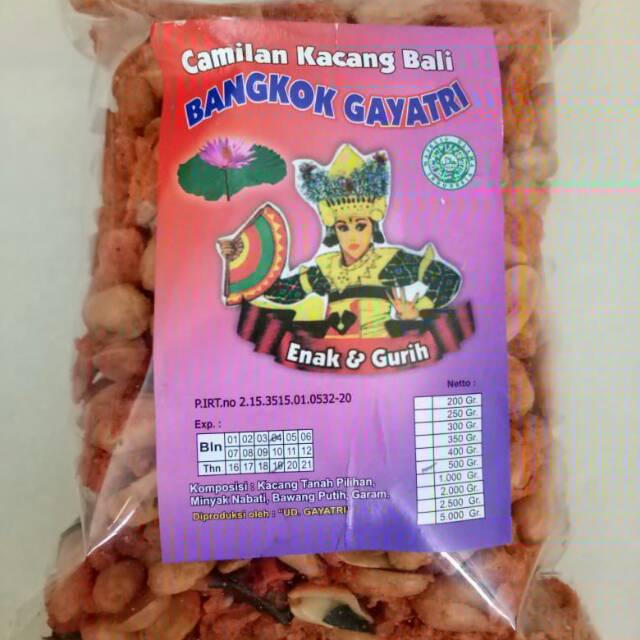 Camilan Kacang Bali
BANGKOK GAYATRI
Enak & Gurih
P.IRT.no 2.15.3515.01.0532-20
Exp. :
Bln 01 02 03 04 05 06
07 08 09 10 11 12
Thn 16 17 18 19 20 21
Komposisi : Kacang Tanah Pilihan,
Minyak Nabati, Bawang Putih, Garam.
Diproduksi oleh : "UD. GAYATRI"
Netto :
200 Gr.
250 Gr.
300 Gr.
350 Gr.
400 Gr.
500 Gr.
1.000 Gr.
2.000 Gr.
2.500 Gr.
5.000 Gr.